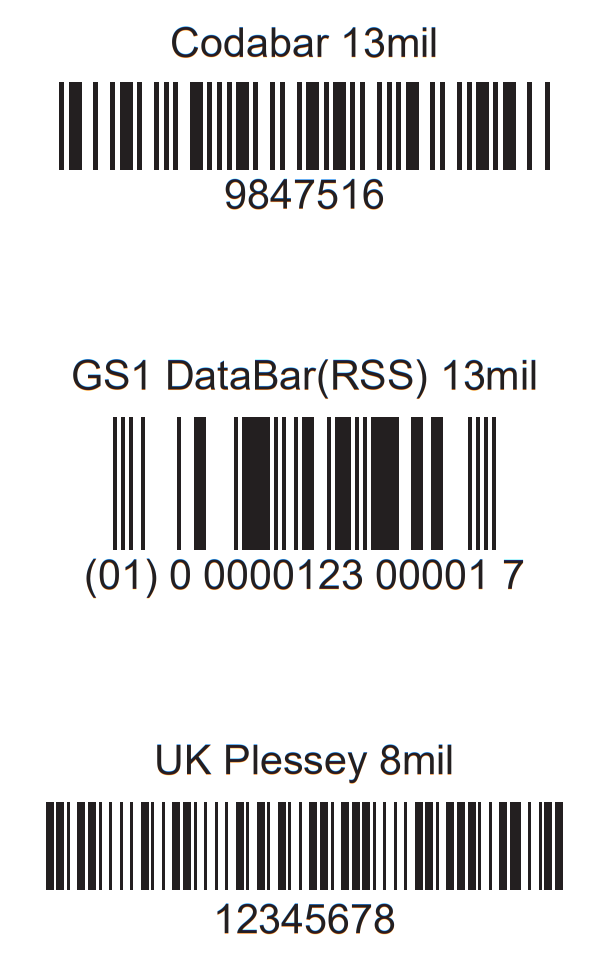 Codabar 13mil
9847516
GS1 DataBar(RSS) 13mil
(01) 0 0000123 00001 7
UK Plessey 8mil
12345678